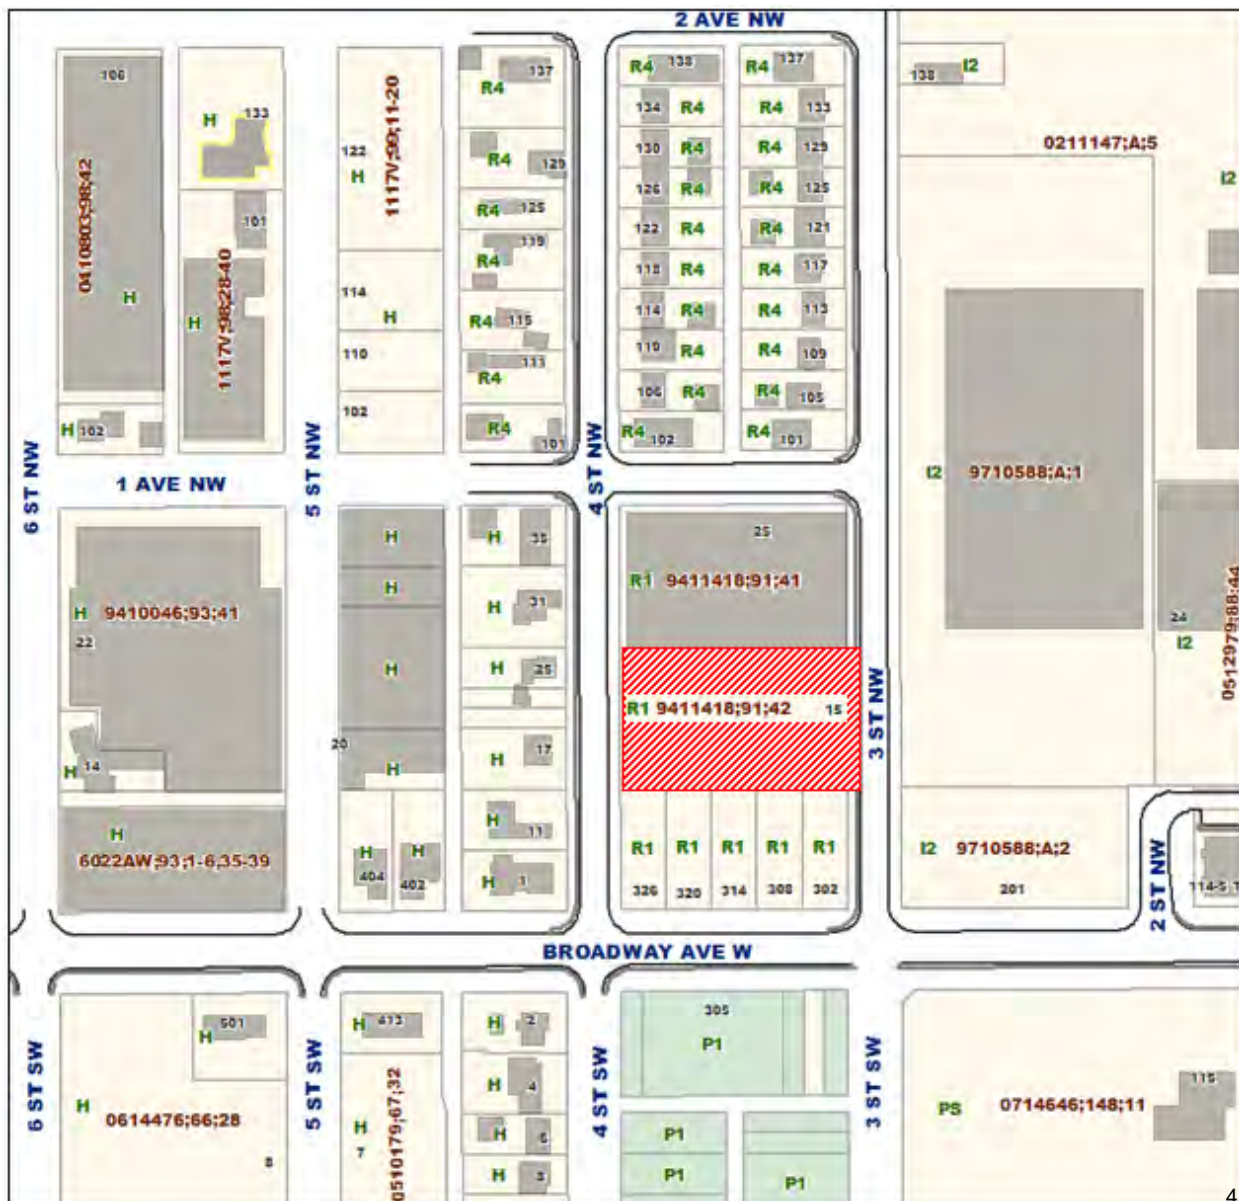 2 AVE NW
106
H
133
H
101
0410803;98;42
H
1117V;98;28-40
H
H 102
122
H
1117V;99;11-20
114
H
110
102
137
R4
R4
129
R4 125
119
R4
R4 115
111
R4
R4
101
R4 138
134 R4
130 R4
126 R4
122 R4
118 R4
114 R4
110 R4
106 R4
R4 102
R4 137
R4 133
R4 129
R4 125
R4 121
R4 117
R4 113
R4 109
R4 105
R4 101
138 I2
0211147;A;5
I2
I2 9710588;A;1
6 ST NW
1 AVE NW
5 ST NW
4 ST NW
H 9410046;93;41
22
14
H
H
6022AW;93;1-6,35-39
H
H
H
20
H
H
404
H
402
H 35
H 31
H 25
H 17
H
11
H 1
25
R1 9411418;91;41
R1 9411418;91;42 15
R1 R1 R1 R1 R1
326 320 314 308 302
3 ST NW
24
I2
0512979;88;44
I2 9710588;A;2
201
2 ST NW
BROADWAY AVE W
501
H
6 ST SW
H 0614476;66;28
8
5 ST SW
H 413
H
7
0510179;67;32
H 2
H 4
H
H
4 ST SW
305
P1
P1
P1
P1
3 ST SW
PS 0714646;148;11
115
4